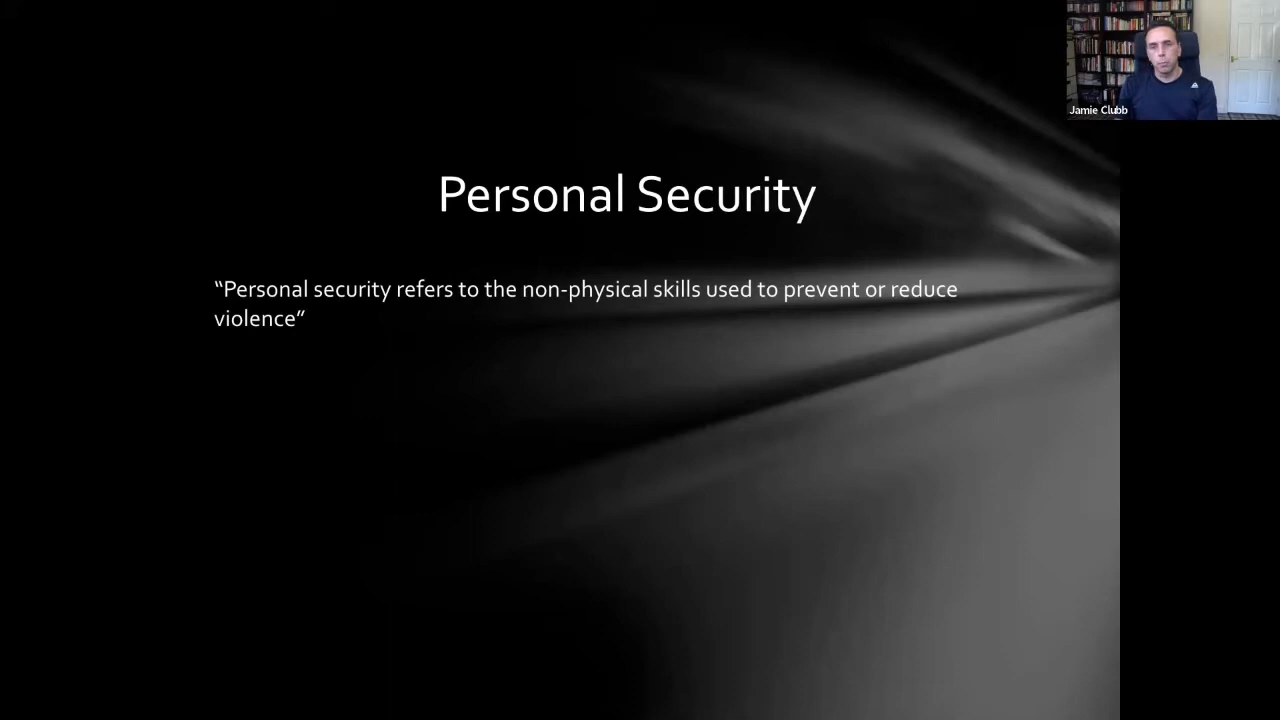 Jamie Clubb
Personal Security
“Personal security refers to the non-physical skills used to prevent or reduce
violence”